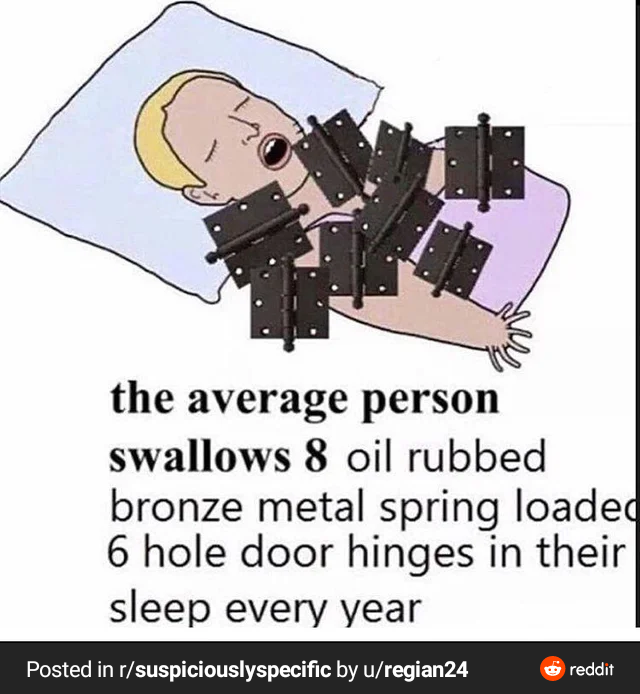 the average person
swallows 8 oil rubbed
bronze metal spring loaded
6 hole door hinges in their
sleep every year
Posted in r/suspiciouslyspecific by u/regian24 reddit